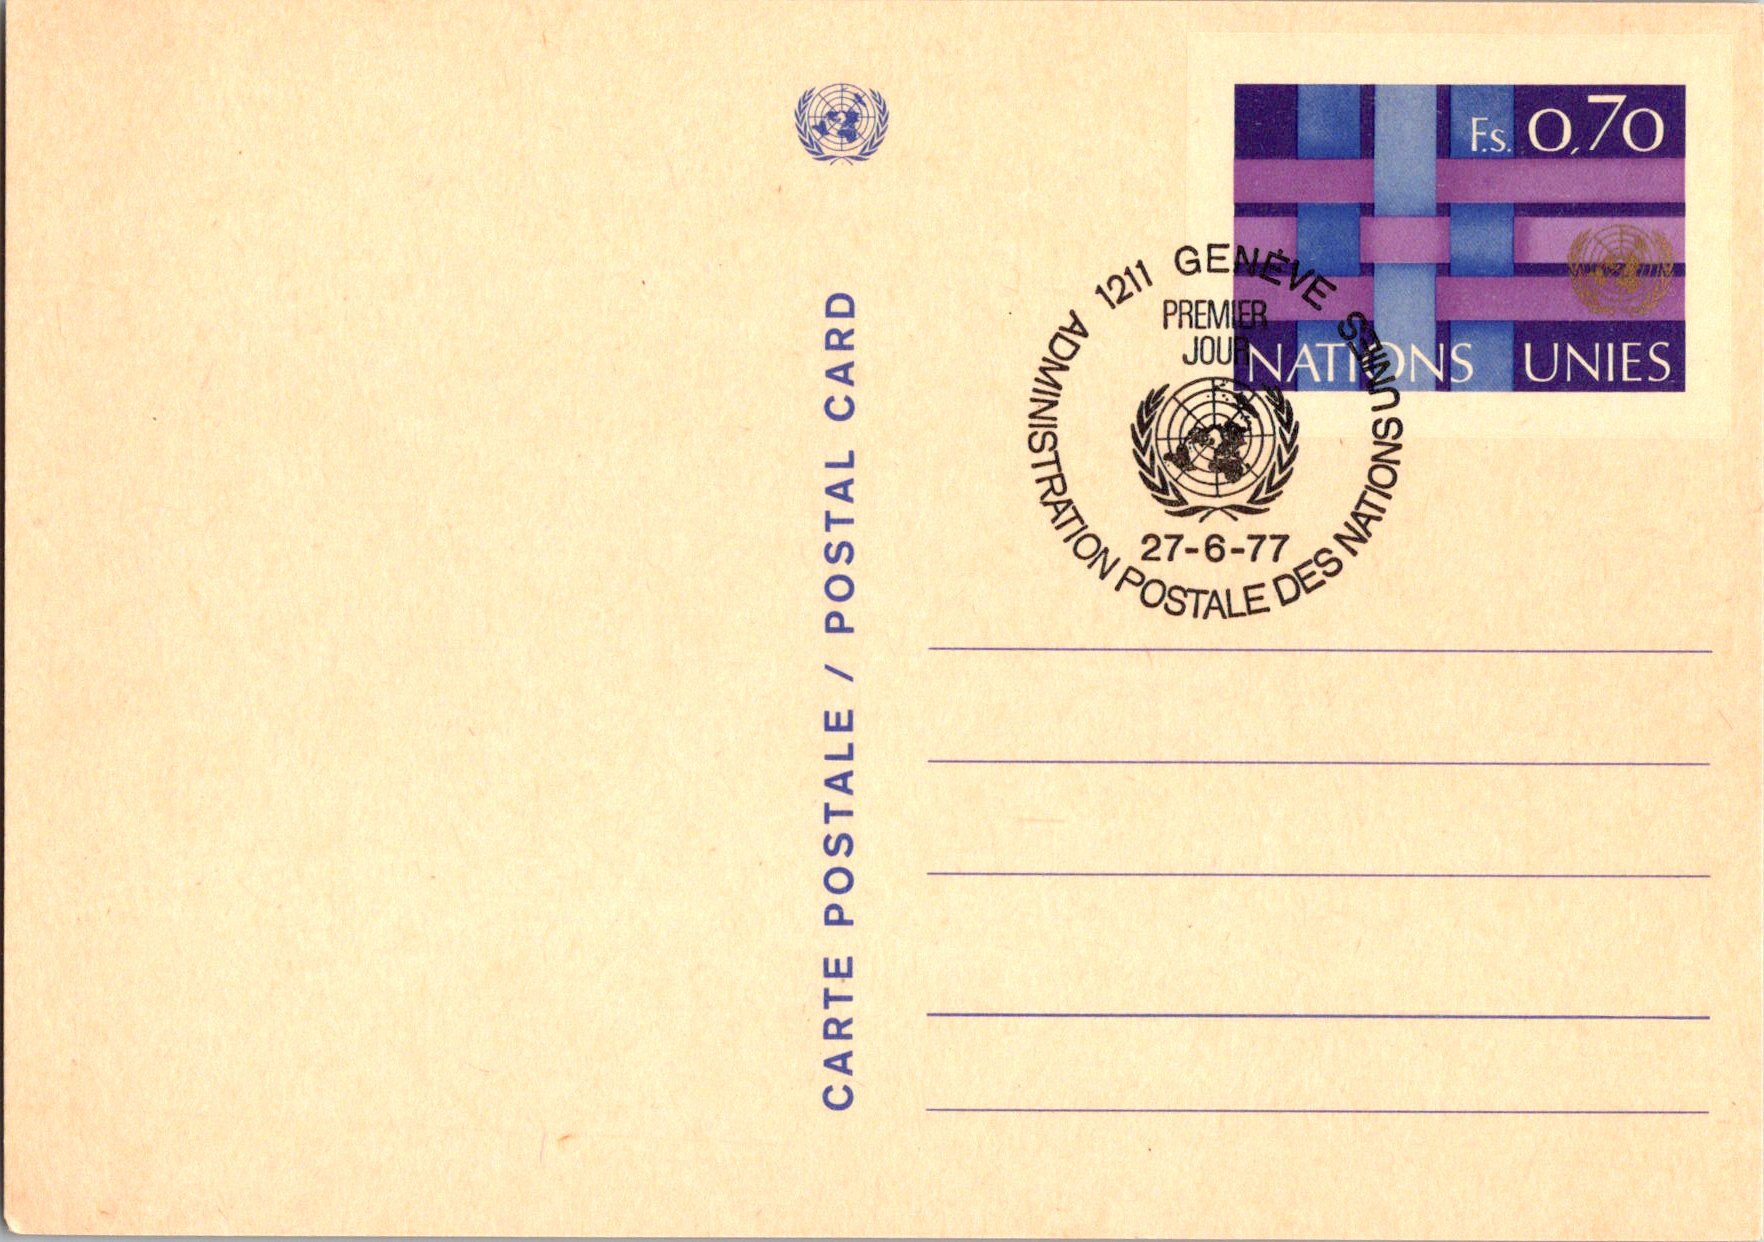 F.s. 0,70
NATIONS UNIES
1211 GENÈVE
PREMIER
JOUR
27-6-77
ADMINISTRATION POSTALE DES NATIONS UNIES
CARTE POSTALE / POSTAL CARD